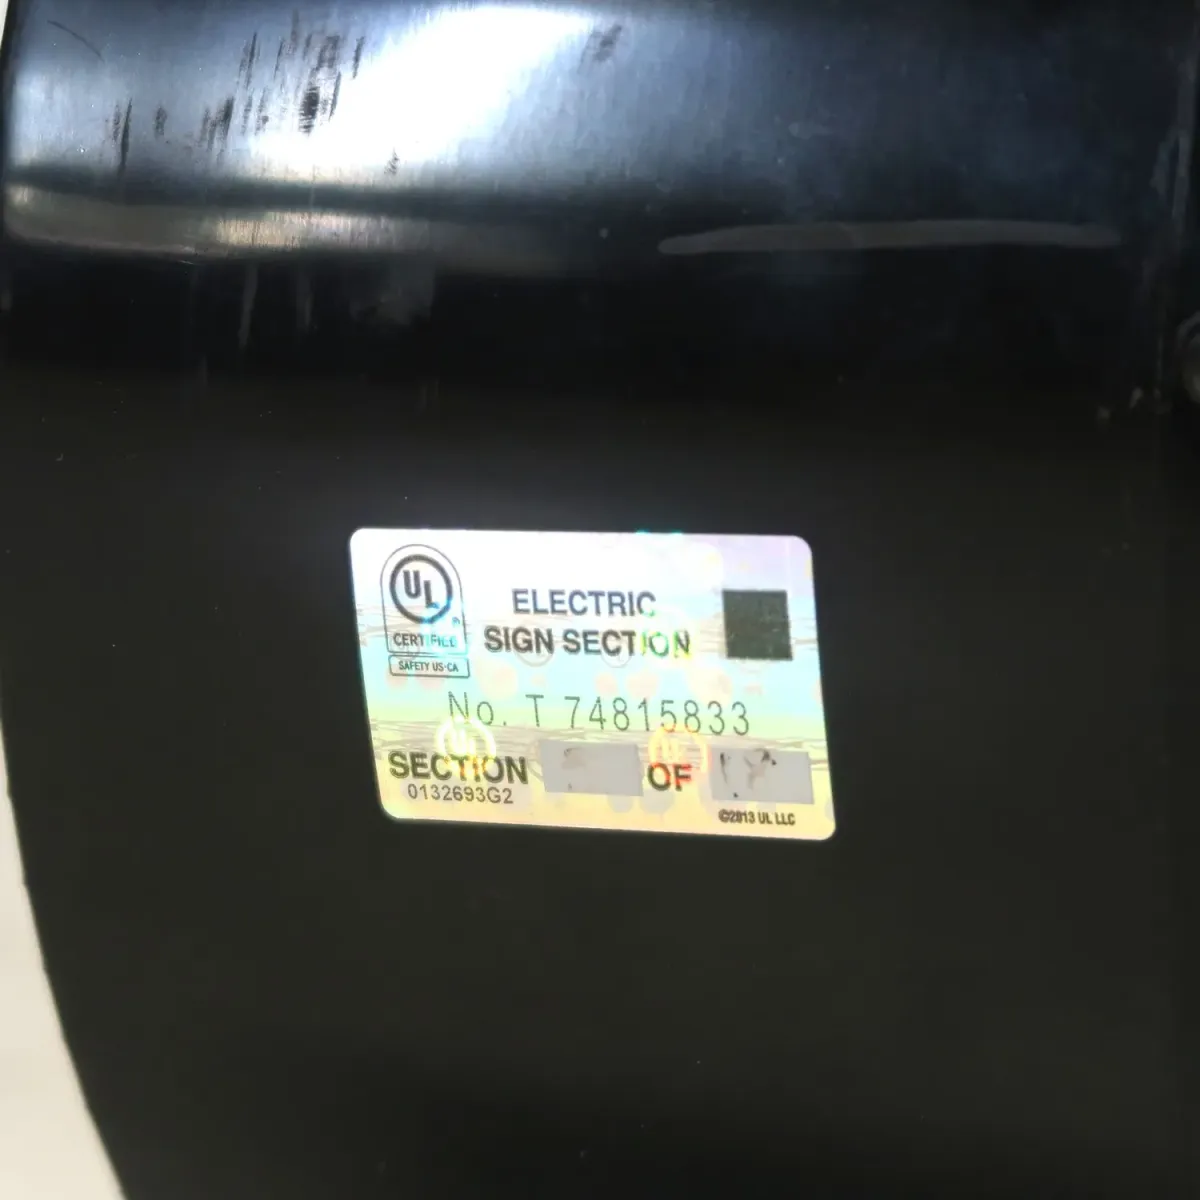 UL
CERTIFIED
SAFETY US-CA
ELECTRIC
SIGN SECTION
No. T 74815833
SECTION OF
0132693G2
©2013 UL LLC